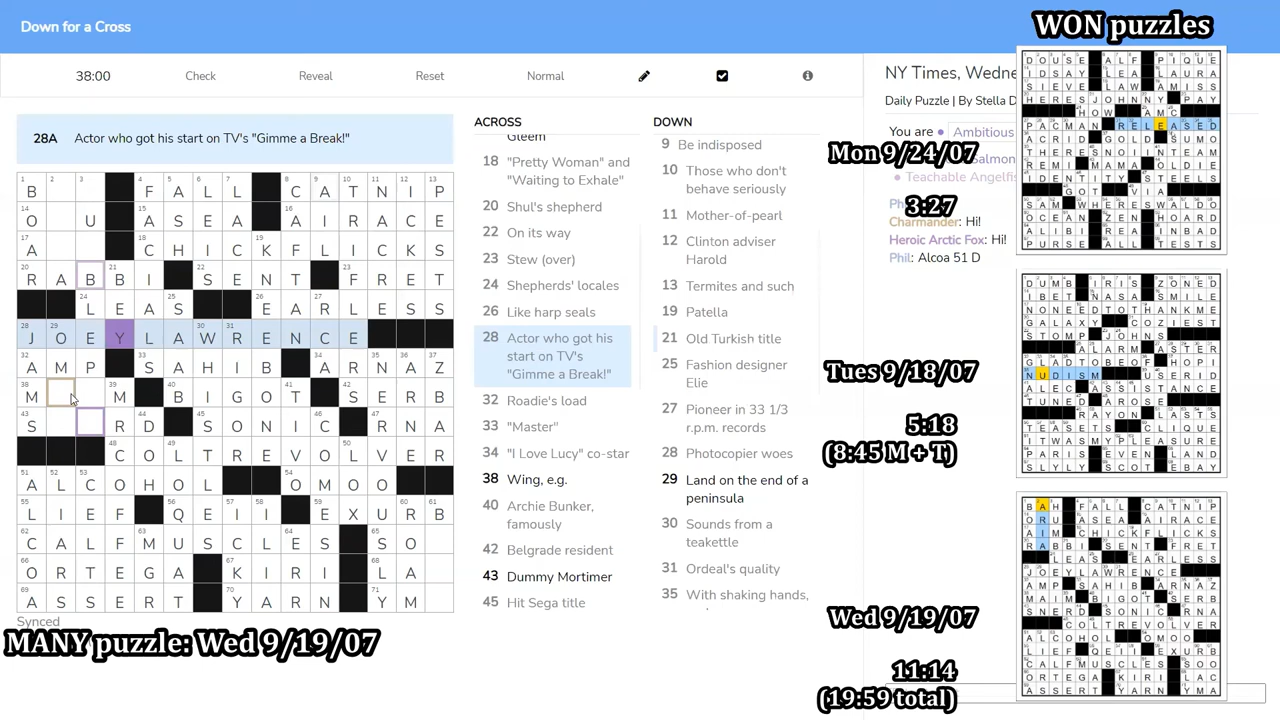 Down for a Cross
WON puzzles
38:00
Check
Reveal
Reset
Normal
NY Times, Wedne
Daily Puzzle | By Stella D
You are • Ambitious
Salmon
• Teachable Angelfis
Charmander: Hi!
Heroic Arctic Fox: Hi!
Phil: Alcoa 51 D
28A Actor who got his start on TV's "Gimme a Break!"
B F A L L C A T N I P
O U A S E A A I R A C E
A C H I C K F L I C K S
R A B B I S E N T F R E T
L E A S E A R L E S S
J O E Y L A W R E N C E
A M P S A H I B A R N A Z
M M B I G O T S E R B
S R D S O N I C R N A
C O L T R E V O L V E R
A L C O H O L O M O O
L I E F Q E I I E X U R B
C A L F M U S C L E S S O
O R T E G A K I R I L A
A S S E R T Y A R N Y M
Synced
MANY puzzle: Wed 9/19/07
ACROSS
Gleem
18 "Pretty Woman" and "Waiting to Exhale"
20 Shul's shepherd
22 On its way
23 Stew (over)
24 Shepherds' locales
26 Like harp seals
28 Actor who got his start on TV's "Gimme a Break!"
32 Roadie's load
33 "Master"
34 "I Love Lucy" co-star
38 Wing, e.g.
40 Archie Bunker, famously
42 Belgrade resident
43 Dummy Mortimer
45 Hit Sega title
DOWN
9 Be indisposed
10 Those who don't behave seriously
11 Mother-of-pearl
12 Clinton adviser Harold
13 Termites and such
19 Patella
21 Old Turkish title
25 Fashion designer Elie
27 Pioneer in 33 1/3 r.p.m. records
28 Photocopier woes
29 Land on the end of a peninsula
30 Sounds from a teakettle
31 Ordeal's quality
35 With shaking hands,
Mon 9/24/07
3:27
Tues 9/18/07
5:18
(8:45 M + T)
Wed 9/19/07
11:14
(19:59 total)
D O U S E A L F P I Q U E
I D S A Y L E A L A U R A
S I E V E L A W A M I S S
H E R E S J O H N N Y P A Y
H O W A M C
P A C M A N R E L E A S E D
A C R I D G O L D S U M O
T H E R E S N O I I N T E A M
R E M I M A M A O L D I E
I D E N T I T Y S T E E L S
G O T V I A
S A M W H E R E S W A L D O
O C E A N Z E N H O A R D
A L I B I R E A I N B A D
P U R S E A L L T E S T S
D U M B I R I S Z O N E D
I B E T N A S A S M I L E
N O N E E D T O T H A N K M E
G A L A X Y C O Z I E S T
S T O M P J O H N
A L A R M A S T E R
G L A D T O B E O F H O P I
N U D I S M U S E R I D
A L E C A S S I S T A N C E
T U N E D A R O S E
R A Y O N L A S T S
T E A S E T S C L I Q U E
I T W A S M Y P L E A S U R E
P A R I S E V E N L A N D
S L Y L Y S C O T E B A Y
B A H F A L L C A T N I P
O R U A S E A A I R A C E
A I M C H I C K F L I C K S
R A B B I S E N T F R E T
L E A S E A R L E S S
J O E Y L A W R E N C E
A M P S A H I B A R N A Z
M A I M B I G O T S E R B
S N E R D S O N I C R N A
C O L T R E V O L V E R
A L C O H O L O M O O
L I E F Q E I I E X U R B
C A L F M U S C L E S S O O
O R T E G A K I R I L A C
A S S E R T Y A R N Y M A